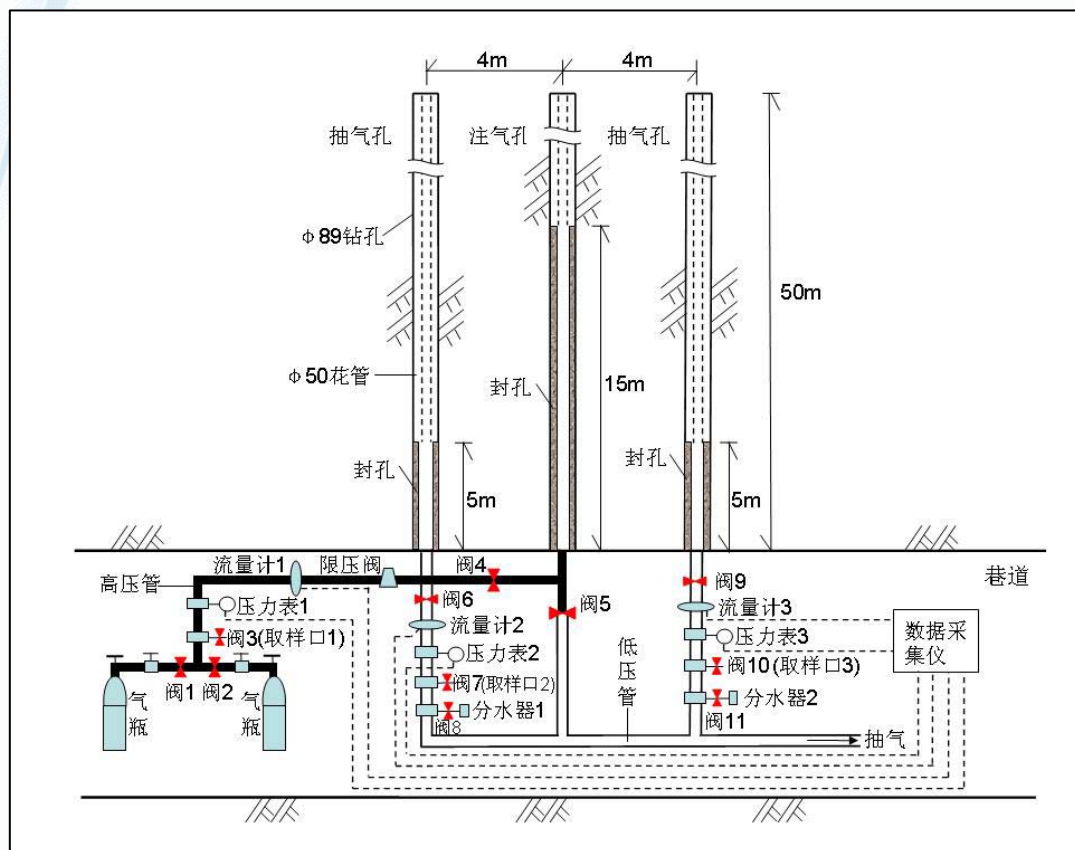 4m 4m
抽气孔 注气孔 抽气孔
Φ89钻孔
50m
Φ50花管
封孔 15m
封孔 5m 封孔 5m
流量计1 限压阀 阀4
高压管 阀9 巷道
压力表1 阀6 阀5 流量计3
阀3(取样口1) 流量计2 压力表3 数据采
集仪
压力表2 低压管 阀10(取样口3)
阀1 阀2 阀7(取样口2)
气瓶 气瓶 分水器1 分水器2
阀8 阀11
抽气